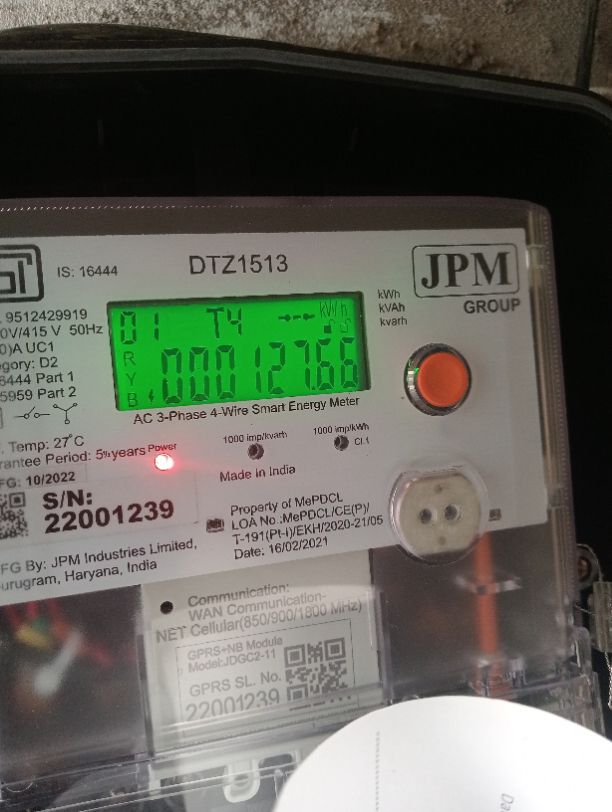 IS: 16444
DTZ1513
JPM
GROUP
kWh
kVAh
kvarh
9512429919
V/415 V 50Hz
)A UC1
gory: D2
6444 Part 1
5959 Part 2
01 T4 kWh
R
Y
B
000127.66
AC 3-Phase 4-Wire Smart Energy Meter
Temp: 27°C
rantee Period: 5½ years
Power
1000 imp/kvarh
1000 imp/kWh
Cl.1
FG: 10/2022
Made in India
S/N:
22001239
Property of MePDCL
LOA No.:MePDCL/CE(P)/
T-191(Pt-I)/EKH/2020-21/05
Date: 16/02/2021
FG By: JPM Industries Limited,
urugram, Haryana, India
Communication:
WAN Communication-
NET Cellular(850/900/1800 MHz)
GPRS+NB Module
Model:JDGC2-11
GPRS SL. No.
22001239